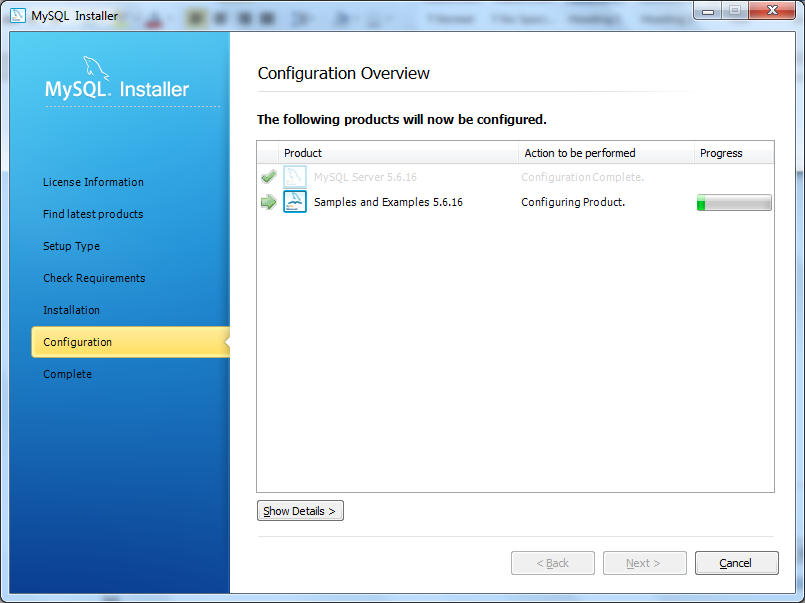 MySQL Installer
MySQL. Installer
License Information
Find latest products
Setup Type
Check Requirements
Installation
Configuration
Complete
Configuration Overview
The following products will now be configured.
Product Action to be performed Progress
MySQL Server 5.6.16 Configuration Complete.
Samples and Examples 5.6.16 Configuring Product.
Show Details >
< Back Next > Cancel